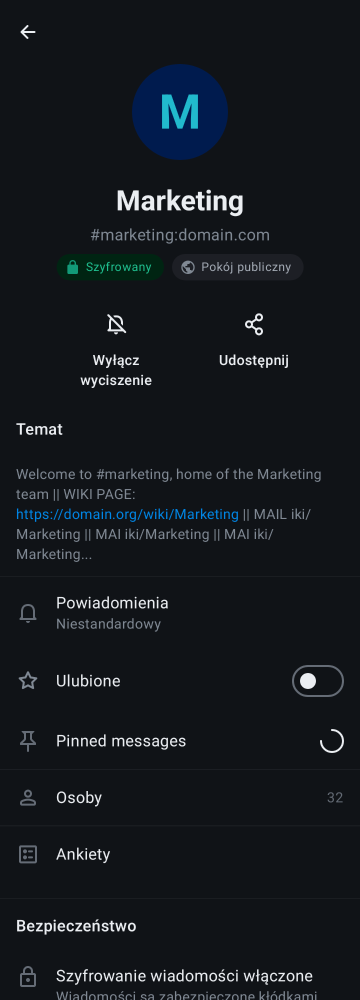 M
Marketing
#marketing:domain.com
Szyfrowany
Pokój publiczny
Wyłącz
wyciszenie
Udostępnij
Temat
Welcome to #marketing, home of the Marketing
team || WIKI PAGE:
https://domain.org/wiki/Marketing || MAIL iki/
Marketing || MAI iki/Marketing || MAI iki/
Marketing...
Powiadomienia
Niestandardowy
Ulubione
Pinned messages
Osoby 32
Ankiety
Bezpieczeństwo
Szyfrowanie wiadomości włączone
Wiadomości są zabezpieczone kłódkami